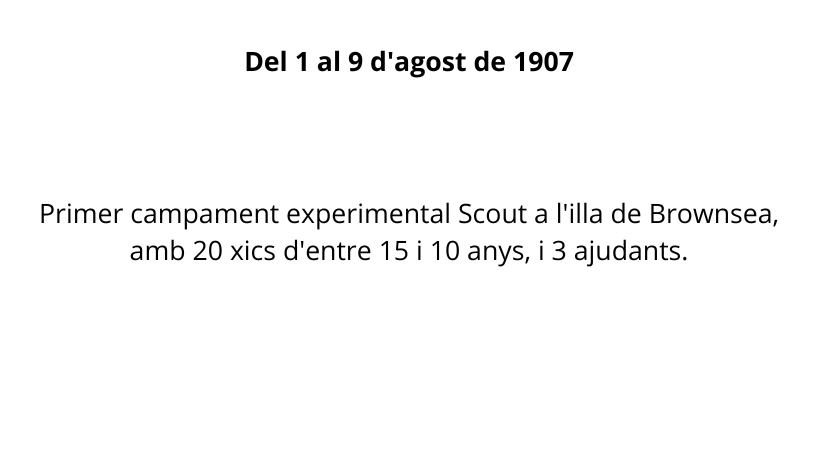 Del 1 al 9 d'agost de 1907
Primer campament experimental Scout a l'illa de Brownsea,
amb 20 xics d'entre 15 i 10 anys, i 3 ajudants.